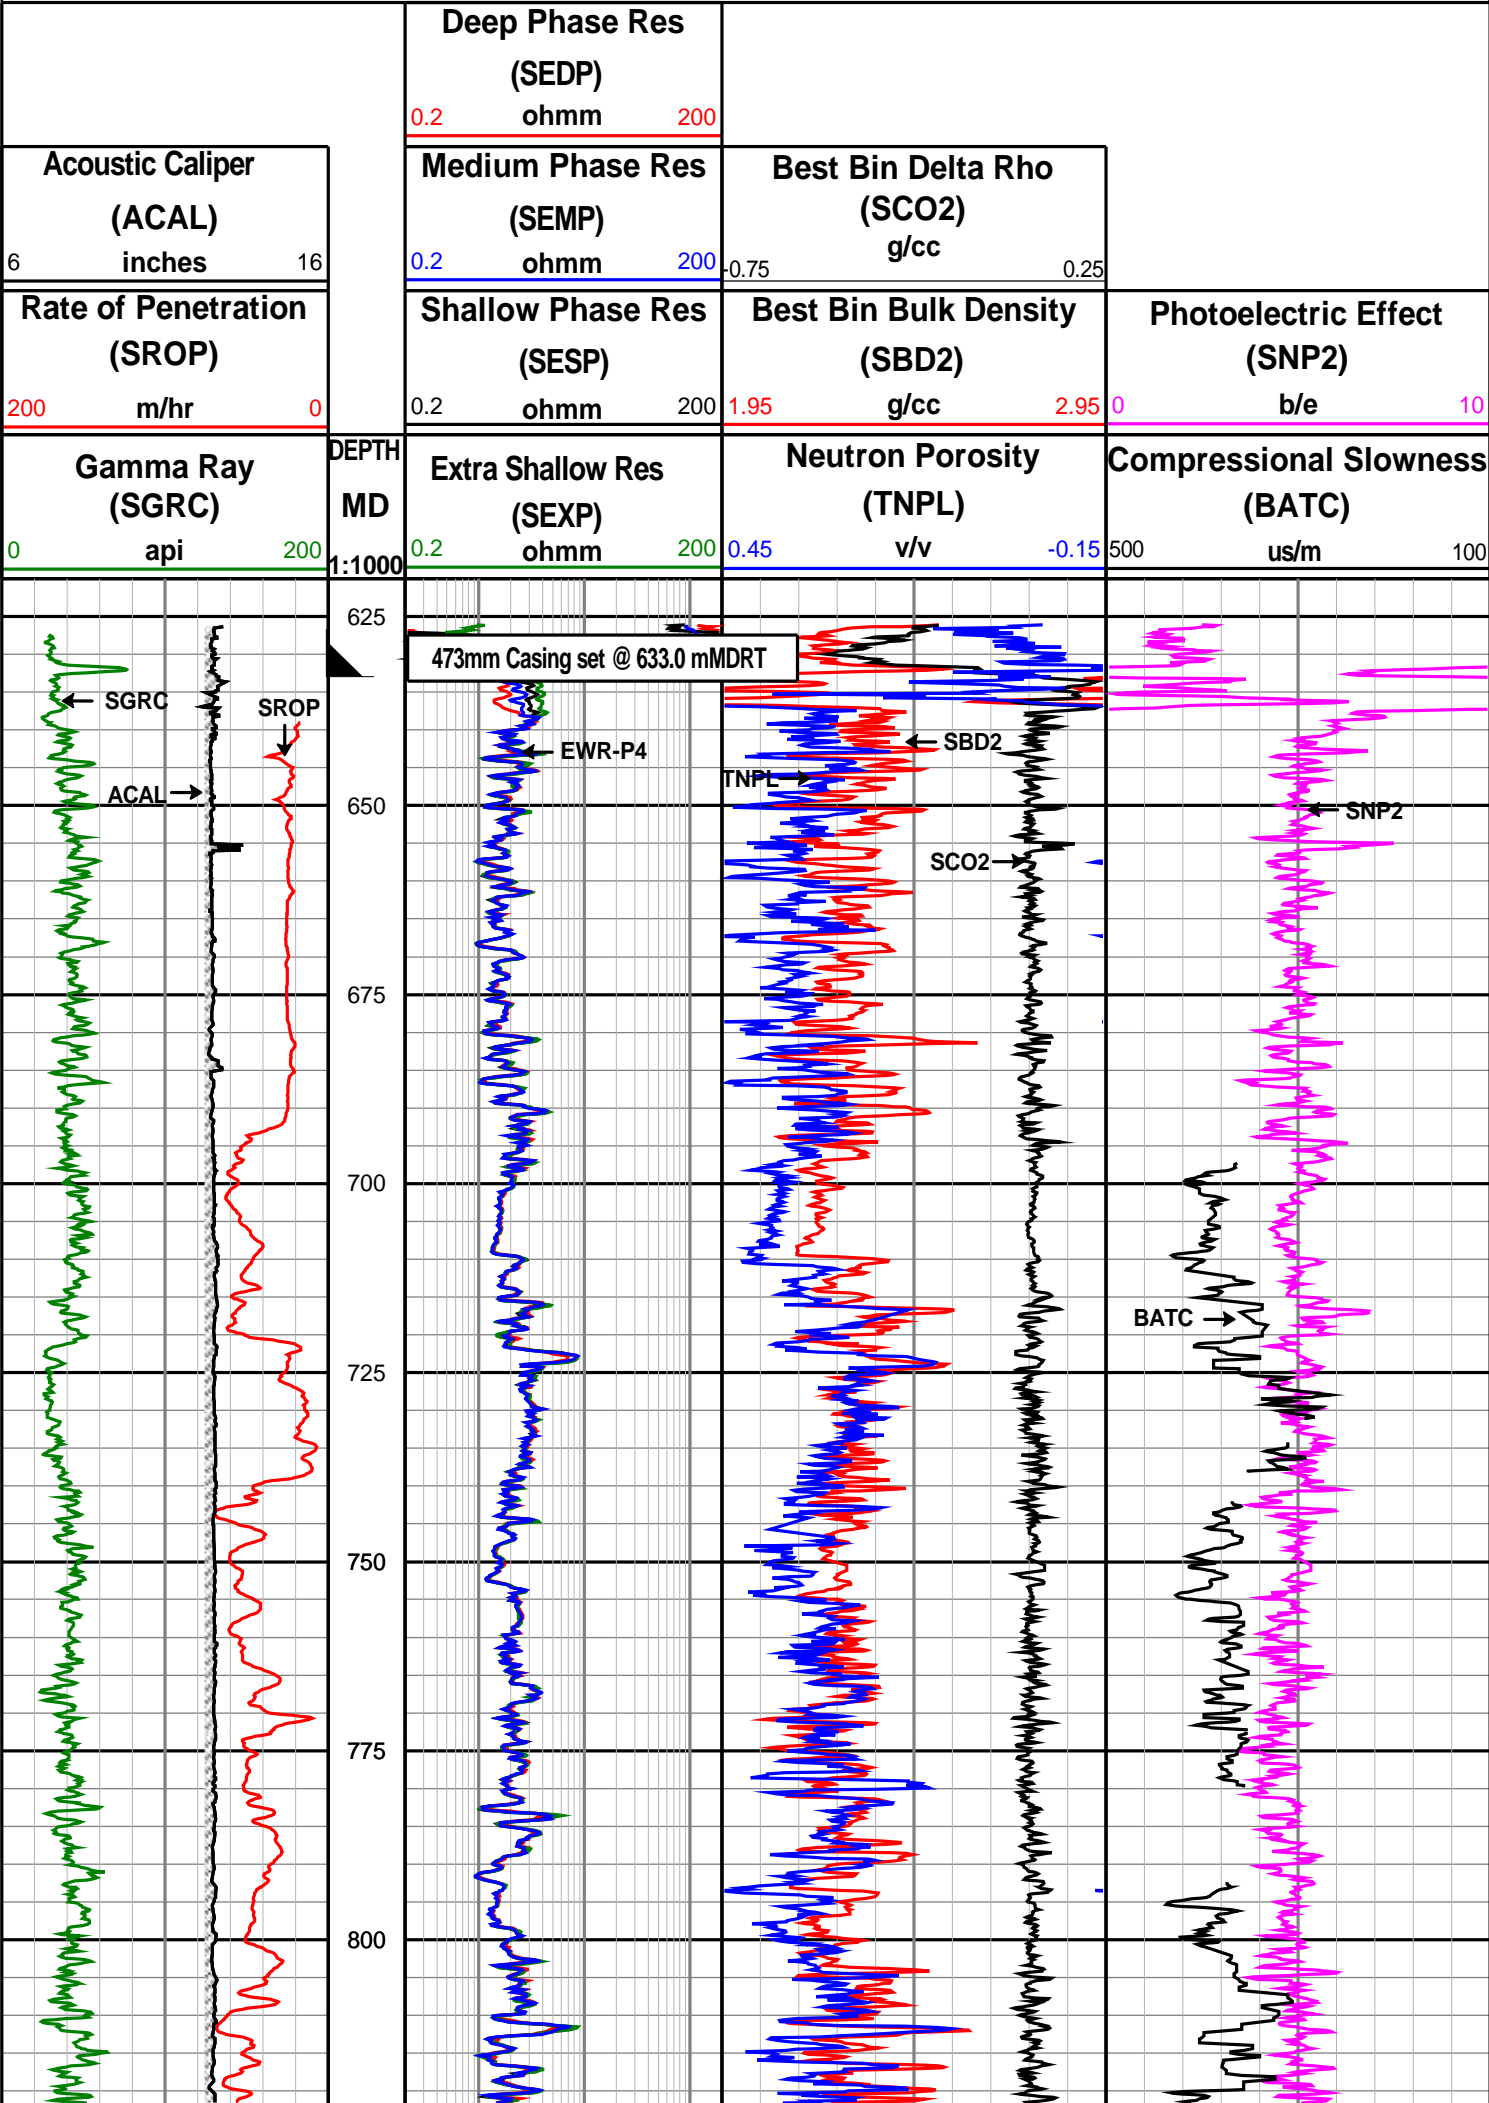 Deep Phase Res
(SEDP)
0.2 ohmm 200
Acoustic Caliper
(ACAL)
6 inches 16
Medium Phase Res
(SEMP)
0.2 ohmm 200
Best Bin Delta Rho
(SCO2)
g/cc
-0.75 0.25
Rate of Penetration
(SROP)
200 m/hr 0
Shallow Phase Res
(SESP)
0.2 ohmm 200
Best Bin Bulk Density
(SBD2)
1.95 g/cc 2.95
Photoelectric Effect
(SNP2)
0 b/e 10
Gamma Ray
(SGRC)
0 api 200
DEPTH
MD
1:1000
Extra Shallow Res
(SEXP)
0.2 ohmm 200
Neutron Porosity
(TNPL)
0.45 v/v -0.15
Compressional Slowness
(BATC)
500 us/m 100
625
473mm Casing set @ 633.0 mMDRT
SGRC
SROP
EWR-P4
SBD2
TNPL
ACAL
650
SNP2
SCO2
675
700
BATC
725
750
775
800